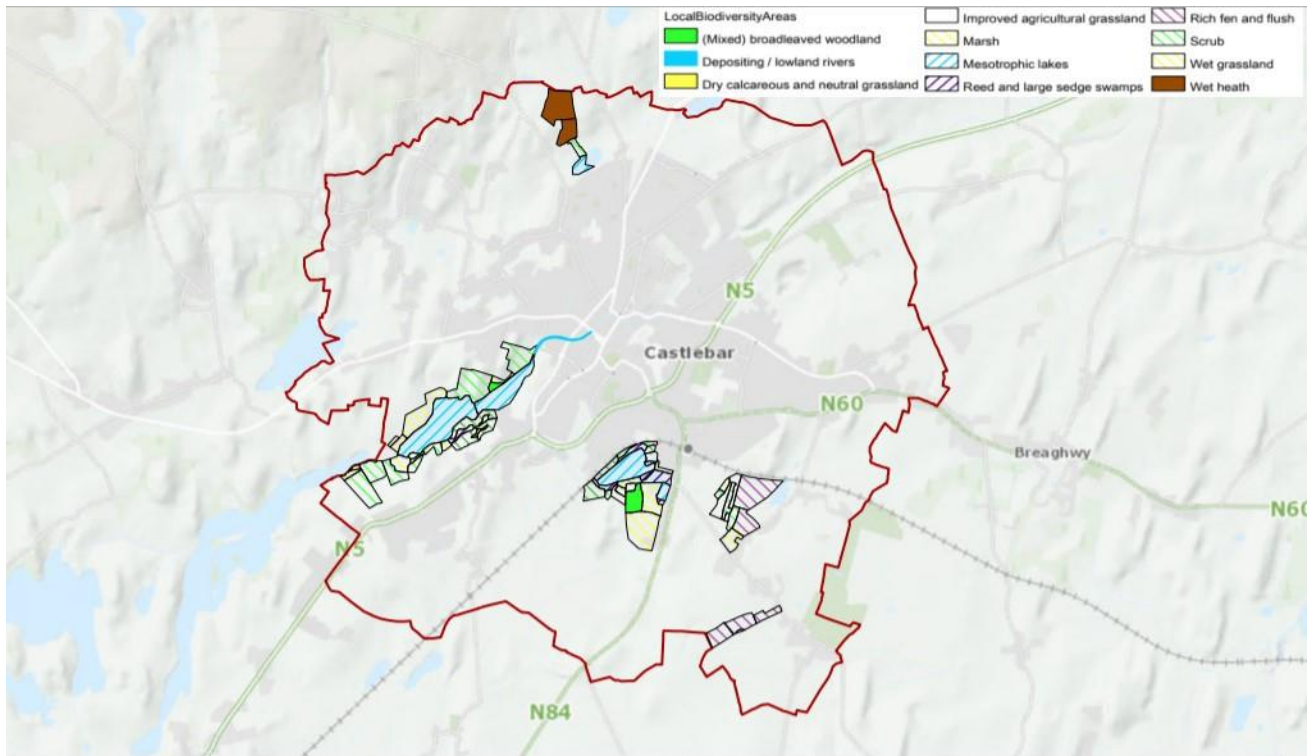 LocalBiodiversityAreas
(Mixed) broadleaved woodland
Depositing / lowland rivers
Dry calcareous and neutral grassland
Improved agricultural grassland
Marsh
Mesotrophic lakes
Reed and large sedge swamps
Rich fen and flush
Scrub
Wet grassland
Wet heath
N5
Castlebar
N60
Breaghwy
N60
N5
N84